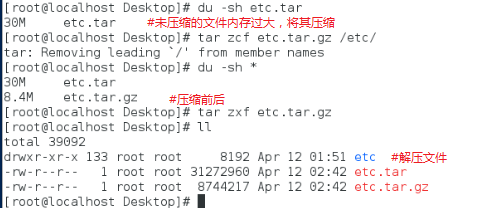 [root@localhost Desktop]# du -sh etc.tar
30M etc.tar #未压缩的文件内存过大，将其压缩
[root@localhost Desktop]# tar zcf etc.tar.gz /etc/
tar: Removing leading `/' from member names
[root@localhost Desktop]# du -sh *
30M etc.tar
8.4M etc.tar.gz #压缩前后
[root@localhost Desktop]# tar zxf etc.tar.gz
[root@localhost Desktop]# ll
total 39092
drwxr-xr-x 133 root root 8192 Apr 12 01:51 etc #解压文件
-rw-r--r-- 1 root root 31272960 Apr 12 02:42 etc.tar
-rw-r--r-- 1 root root 8744217 Apr 12 02:42 etc.tar.gz
[root@localhost Desktop]#